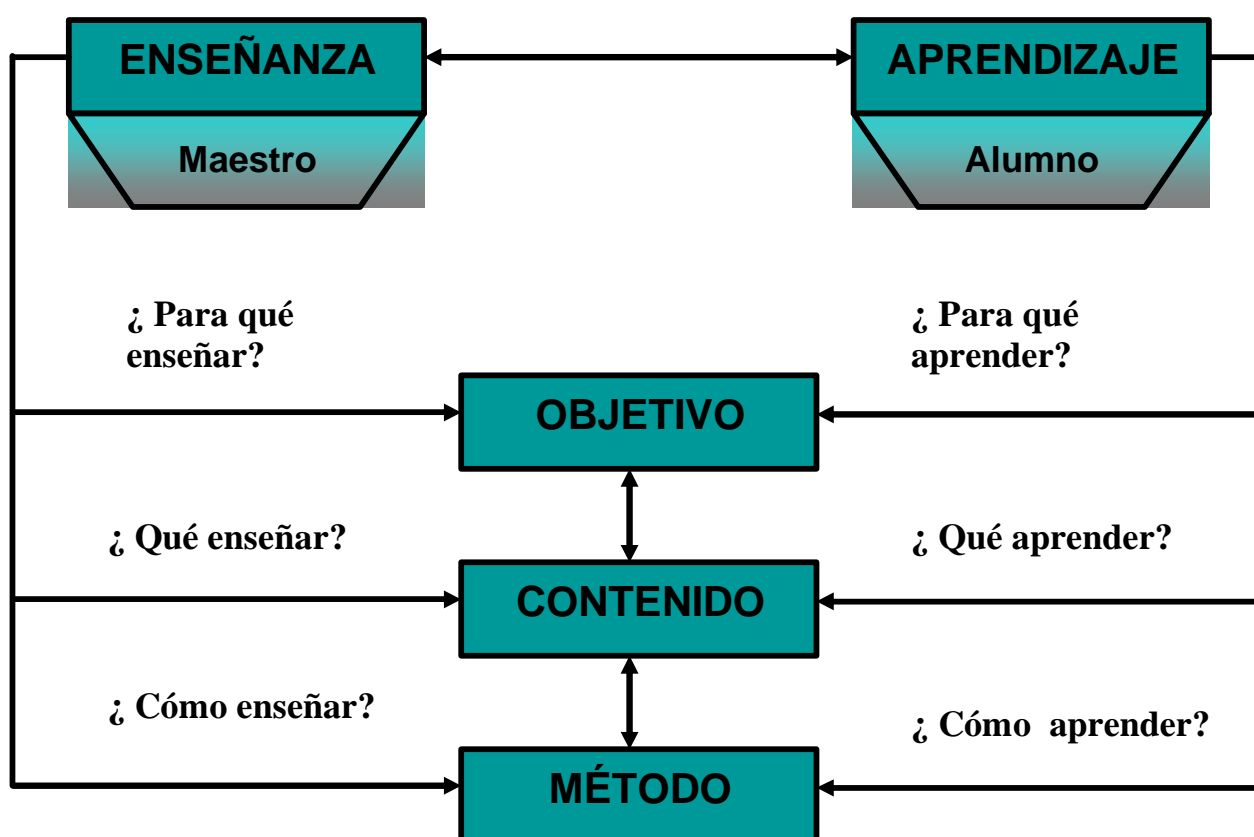 ENSEÑANZA
APRENDIZAJE
Maestro
Alumno
¿ Para qué
enseñar?
¿ Para qué
aprender?
OBJETIVO
¿ Qué enseñar?
¿ Qué aprender?
CONTENIDO
¿ Cómo enseñar?
¿ Cómo  aprender?
MÉTODO